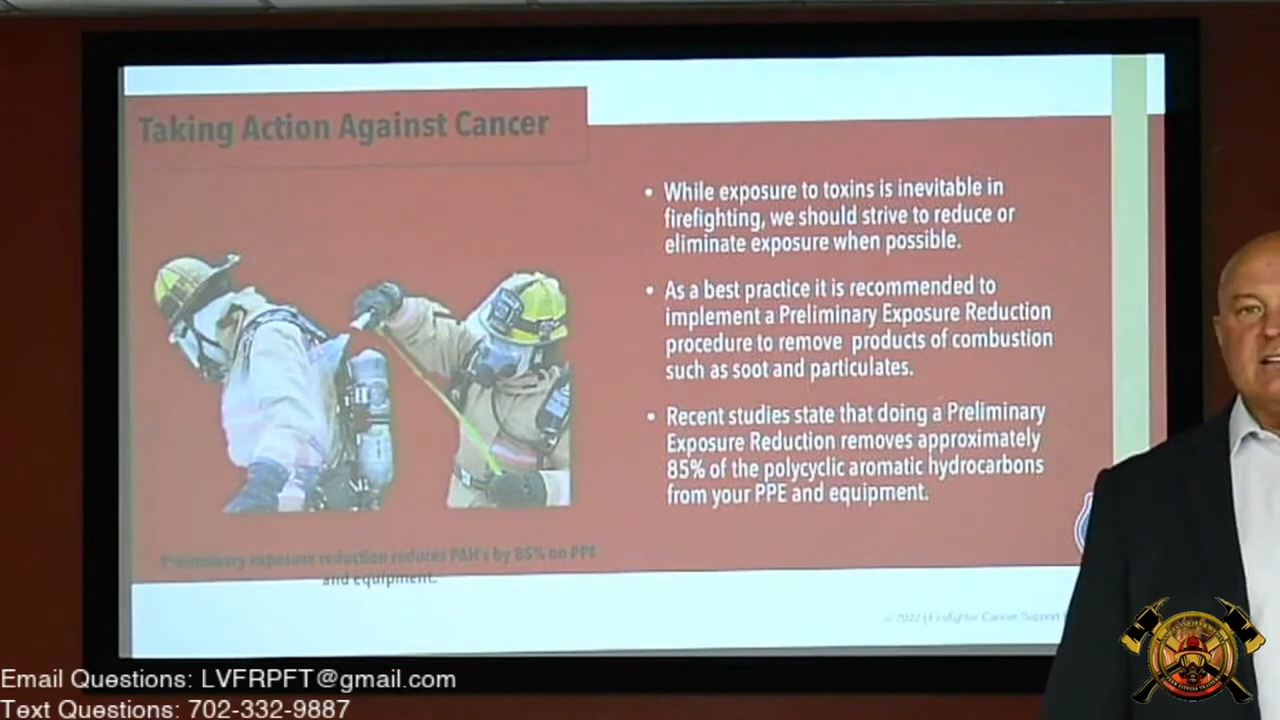 Taking Action Against Cancer
• While exposure to toxins is inevitable in
firefighting, we should strive to reduce or
eliminate exposure when possible.
• As a best practice it is recommended to
implement a Preliminary Exposure Reduction
procedure to remove products of combustion
such as soot and particulates.
• Recent studies state that doing a Preliminary
Exposure Reduction removes approximately
85% of the polycyclic aromatic hydrocarbons
from your PPE and equipment.
Preliminary exposure reduction reduces PAH's by 85% on PPE
and equipment.
© 2022 | Firefighter Cancer Support
Email Questions: LVFRPFT@gmail.com
Text Questions: 702-332-9887